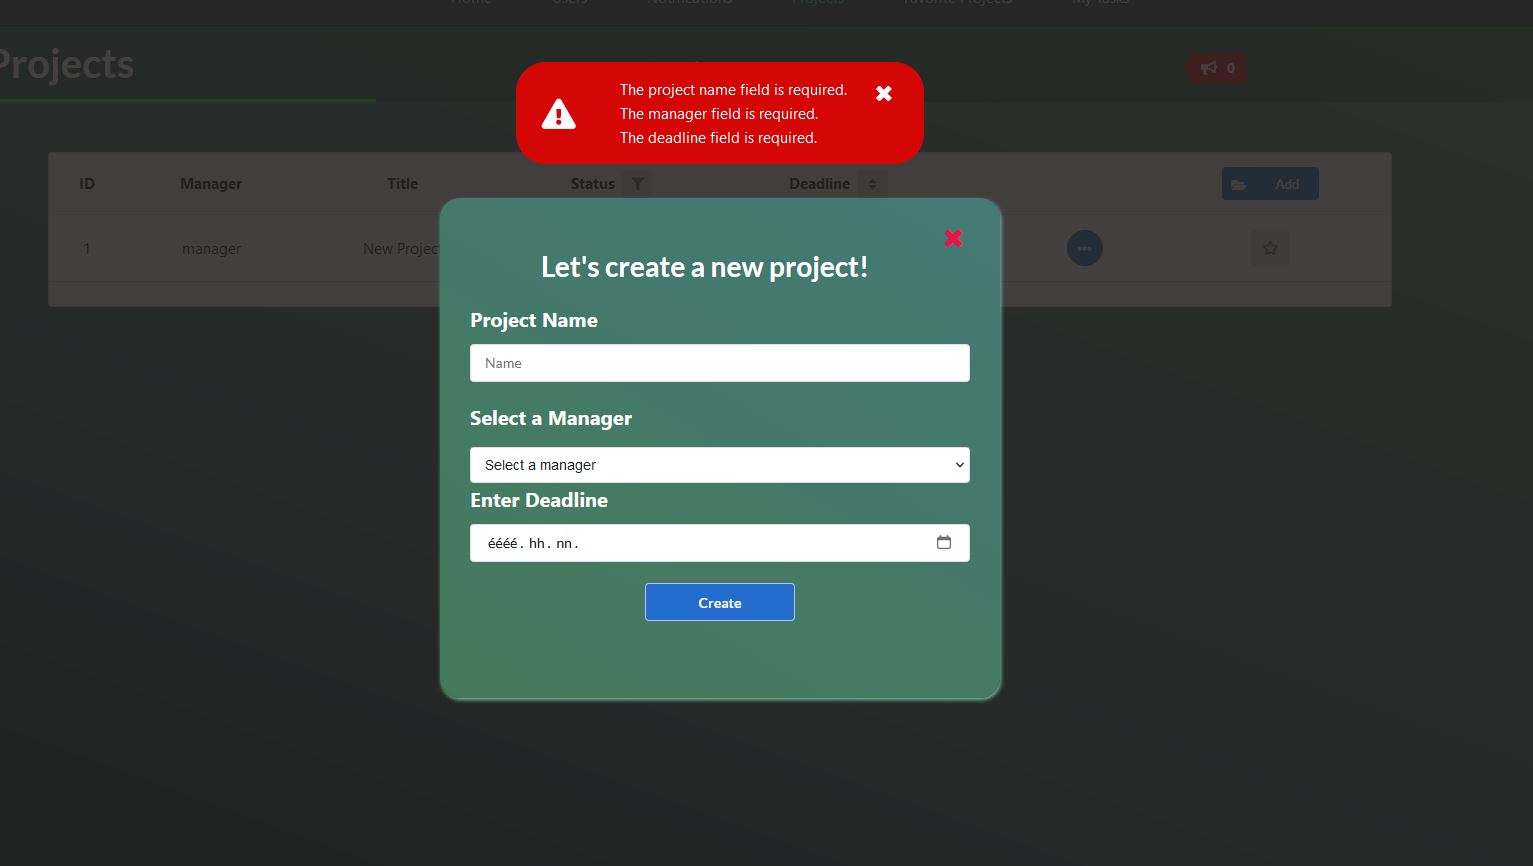 Home Users Notifications Projects Favorite Projects My Tasks
Projects
0
The project name field is required.
The manager field is required.
The deadline field is required.
ID Manager Title Status Deadline Add
1 manager New
Let's create a new project!
Project Name
Name
Select a Manager
Select a manager
Enter Deadline
éééé. hh. nn.
Create